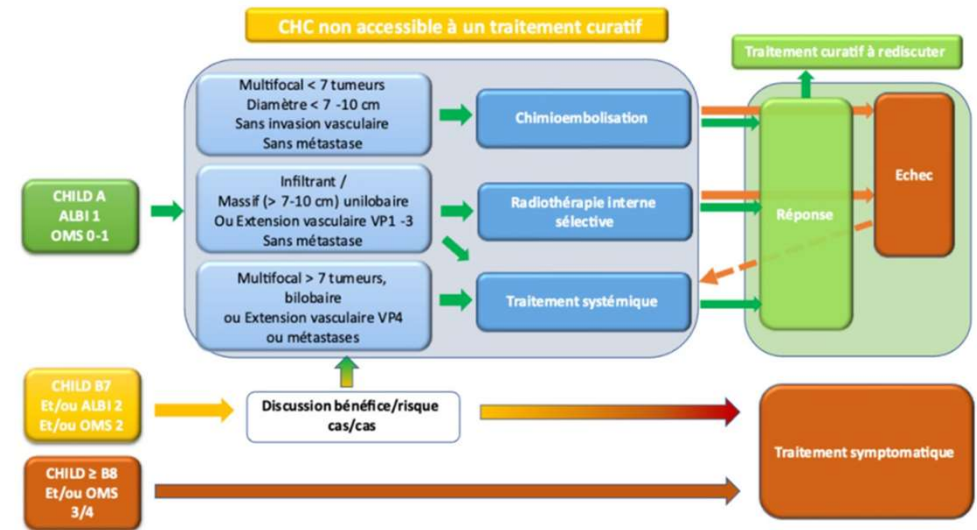 CHC non accessible à un traitement curatif
Traitement curatif à rediscuter
Multifocal < 7 tumeurs
Diamètre < 7 -10 cm
Sans invasion vasculaire
Sans métastase
Chimioembolisation
Echec
CHILD A
ALBI 1
OMS 0-1
Infiltrant /
Massif (> 7-10 cm) unilobaire
Ou Extension vasculaire VP1 -3
Sans métastase
Radiothérapie interne
sélective
Réponse
Multifocal > 7 tumeurs,
bilobaire
ou Extension vasculaire VP4
ou métastases
Traitement systémique
CHILD B7
Et/ou ALBI 2
Et/ou OMS 2
Discussion bénéfice/risque
cas/cas
Traitement symptomatique
CHILD ≥ B8
Et/ou OMS
3/4